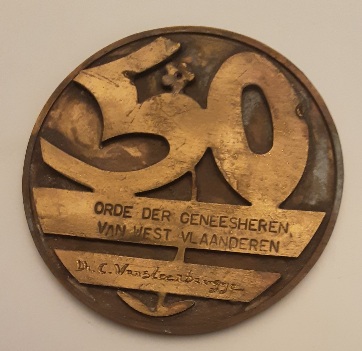 50
ORDE DER GENEESHEREN
VAN WEST VLAANDEREN
Dr. C. Vansteenbrugge